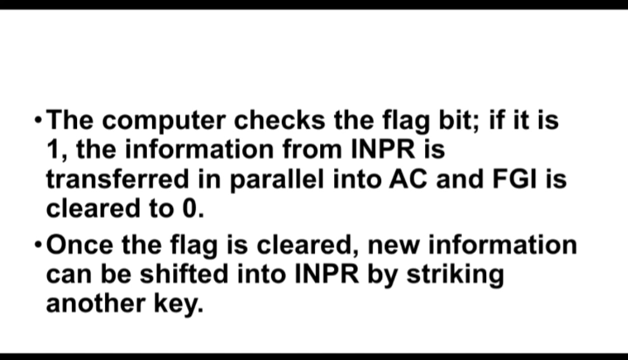 •The computer checks the flag bit; if it is
1, the information from INPR is
transferred in parallel into AC and FGI is
cleared to 0.
•Once the flag is cleared, new information
can be shifted into INPR by striking
another key.